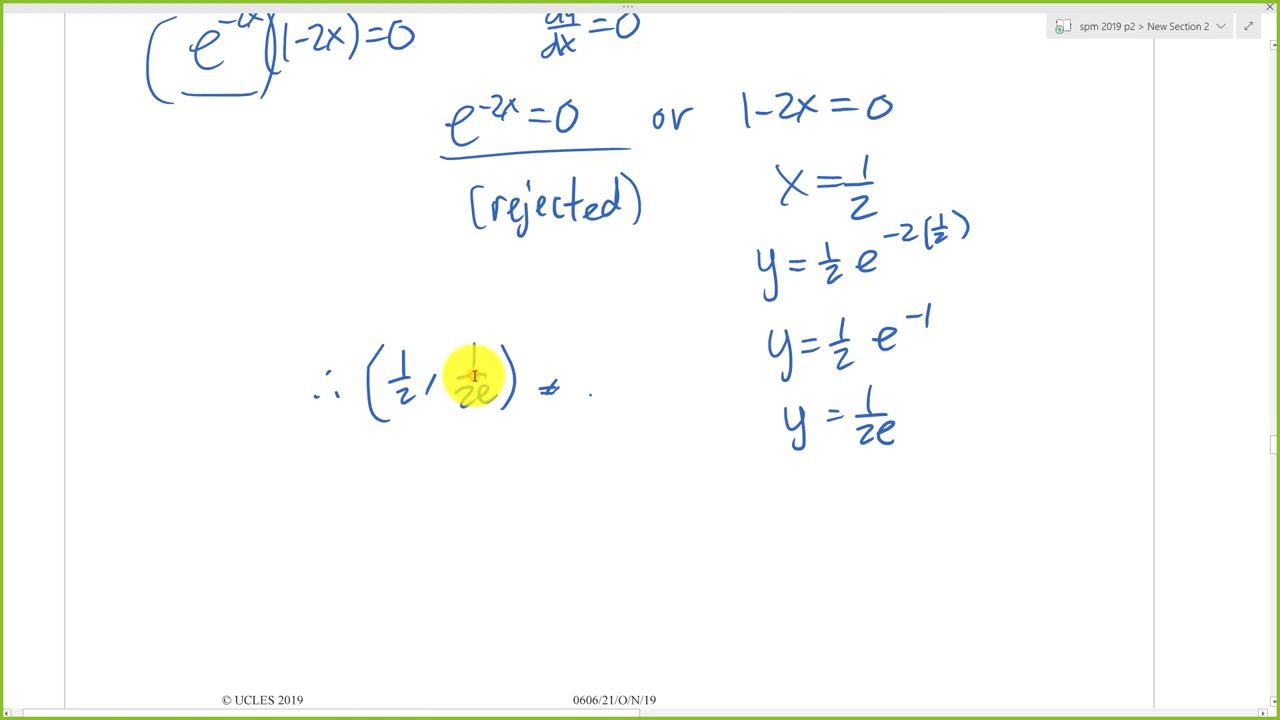 spm 2019 p2 > New Section 2
(e^{-2x})(1-2x)=0 dy/dx=0
e^{-2x}=0 or 1-2x=0
(rejected) x=1/2
y=1/2 e^{-2(1/2)}
y=1/2 e^{-1}
∴ (1/2, 1/2e)
y=1/2e
© UCLES 2019 0606/21/O/N/19